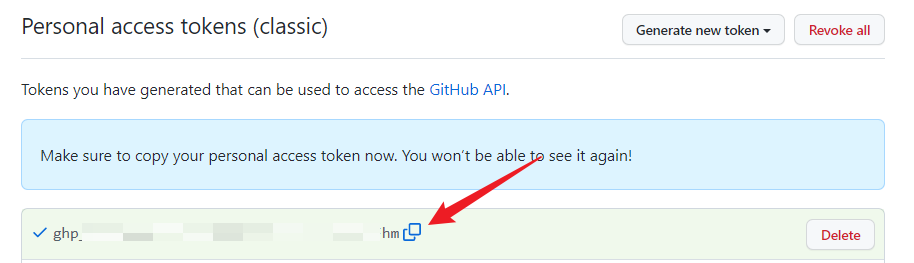 Personal access tokens (classic)
Generate new token
Revoke all
Tokens you have generated that can be used to access the GitHub API.
Make sure to copy your personal access token now. You won't be able to see it again!
ghp_
hm
Delete